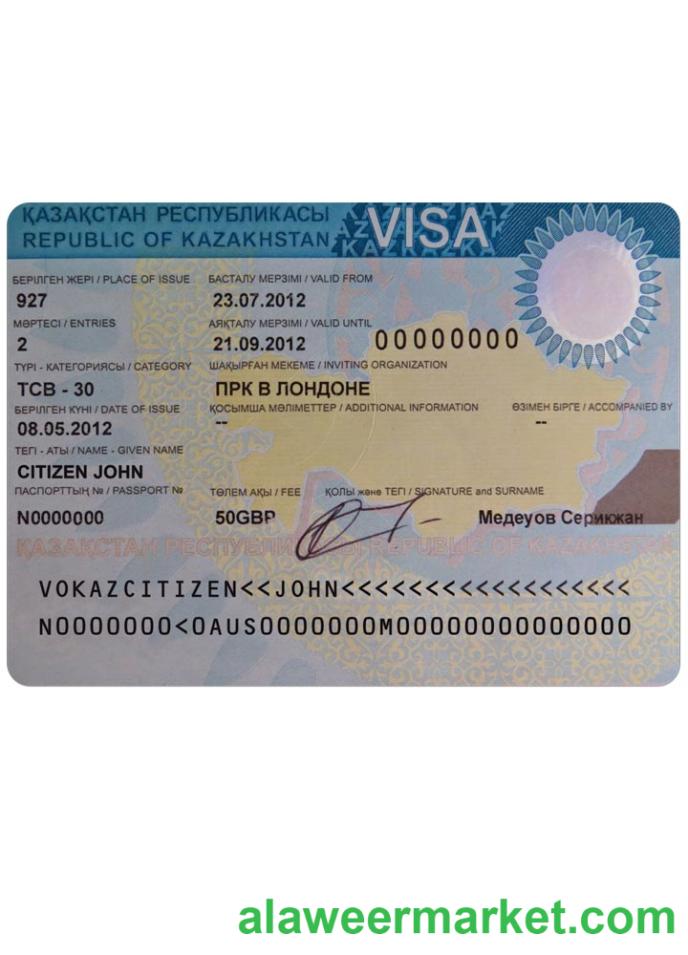 ҚАЗАҚСТАН РЕСПУБЛИКАСЫ
REPUBLIC OF KAZAKHSTAN
VISA
БЕРІЛГЕН ЖЕРІ / PLACE OF ISSUE БАСТАЛУ МЕРЗІМІ / VALID FROM
927 23.07.2012
МӘРТЕСІ / ENTRIES АЯҚТАЛУ МЕРЗІМІ / VALID UNTIL
2 21.09.2012 00000000
ТҮРІ - КАТЕГОРИЯСЫ / CATEGORY ШАҚЫРҒАН МЕКЕМЕ / INVITING ORGANIZATION
ТСВ - 30 ПРК В ЛОНДОНЕ
БЕРІЛГЕН КҮНІ / DATE OF ISSUE ҚОСЫМША МӘЛІМЕТТЕР / ADDITIONAL INFORMATION ӨЗІМЕН БІРГЕ / ACCOMPANIED BY
08.05.2012 -- --
ТЕГІ - АТЫ / NAME - GIVEN NAME
CITIZEN JOHN
ПАСПОРТТЫҢ № / PASSPORT № ТӨЛЕМ АҚЫ / FEE ҚОЛЫ және ТЕГІ / SIGNATURE and SURNAME
N0000000 50GBP Медеуов Серикжан
ҚАЗАҚСТАН РЕСПУБЛИКАСЫ REPUBLIC OF KAZAKHSTAN
VOKAZCITIZEN<<JOHN<<<<<<<<<<<<<<<<<<<<
N0000000<0AUS0000000M00000000000000
alaweermarket.com